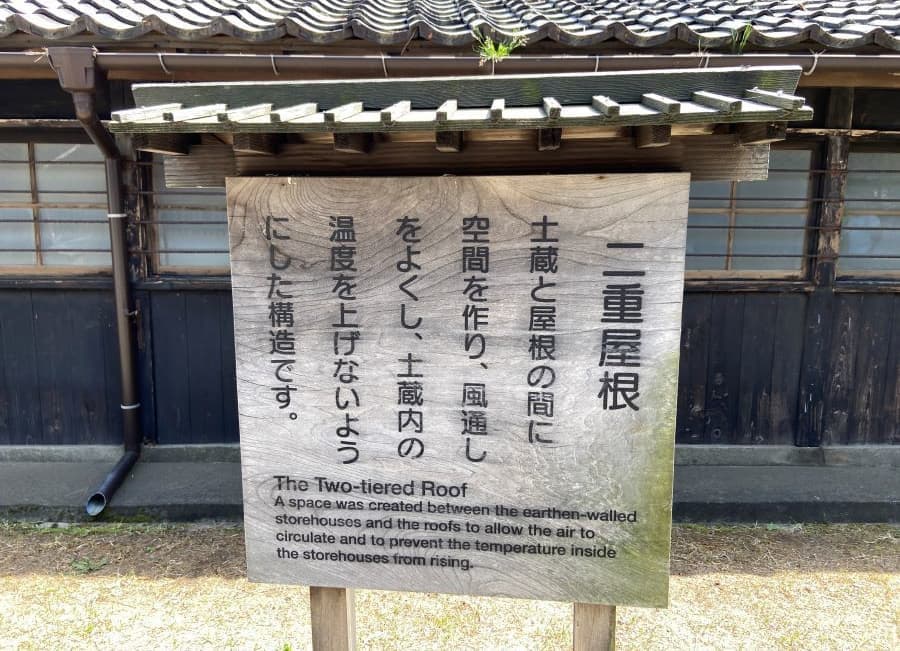 二重屋根
土蔵と屋根の間に
空間を作り、風通し
をよくし、土蔵内の
温度を上げないよう
にした構造です。
The Two-tiered Roof
A space was created between the earthen-walled
storehouses and the roofs to allow the air to
circulate and to prevent the temperature inside
the storehouses from rising.